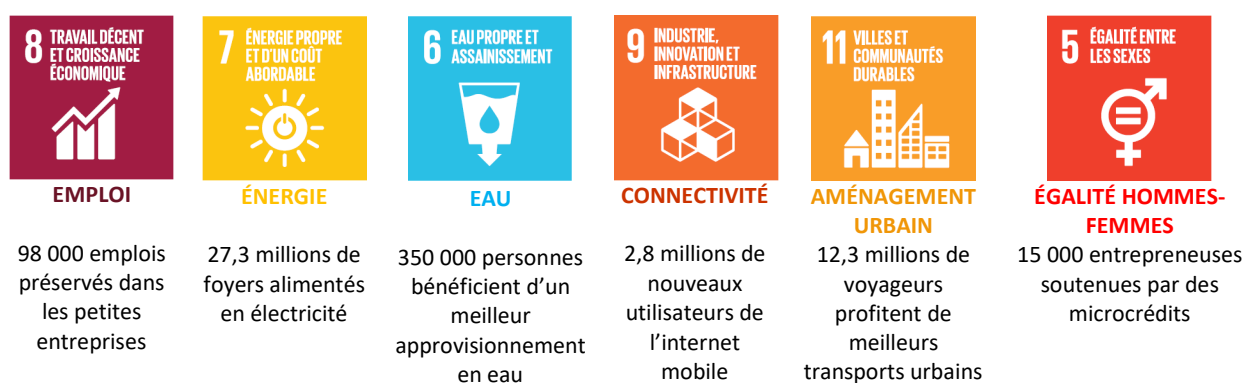 8 TRAVAIL DÉCENT
ET CROISSANCE
ÉCONOMIQUE
EMPLOI
98 000 emplois
préservés dans
les petites
entreprises
7 ÉNERGIE PROPRE
ET D'UN COÛT
ABORDABLE
ÉNERGIE
27,3 millions de
foyers alimentés
en électricité
6 EAU PROPRE ET
ASSAINISSEMENT
EAU
350 000 personnes
bénéficient d’un
meilleur
approvisionnement
en eau
9 INDUSTRIE,
INNOVATION ET
INFRASTRUCTURE
CONNECTIVITÉ
2,8 millions de
nouveaux
utilisateurs de
l’internet
mobile
11 VILLES ET
COMMUNAUTÉS
DURABLES
AMÉNAGEMENT
URBAIN
12,3 millions de
voyageurs
profitent de
meilleurs
transports urbains
5 ÉGALITÉ ENTRE
LES SEXES
ÉGALITÉ HOMMES-
FEMMES
15 000 entrepreneuses
soutenues par des
microcrédits